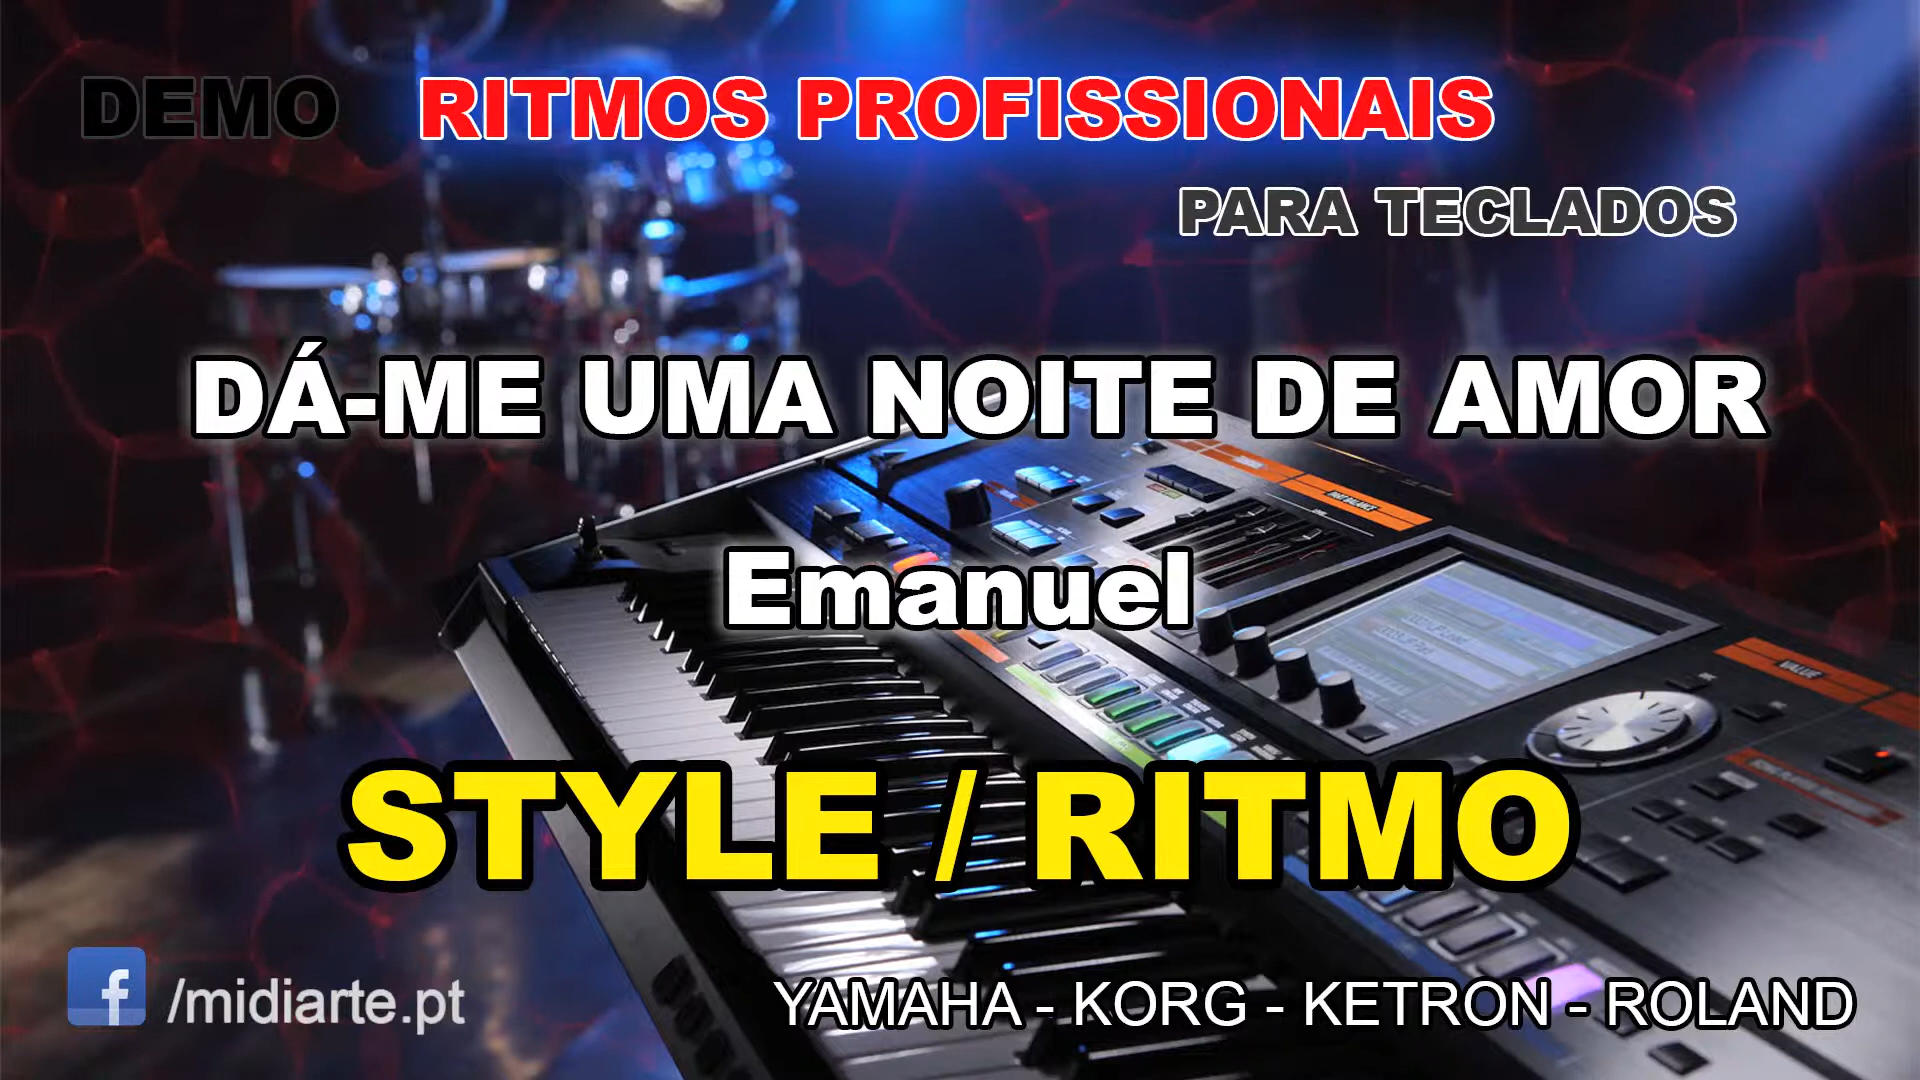 DEMO RITMOS PROFISSIONAIS
PARA TECLADOS
DÁ-ME UMA NOITE DE AMOR
Emanuel
VALUE
STYLE / RITMO
f /midiarte.pt
YAMAHA - KORG - KETRON - ROLAND